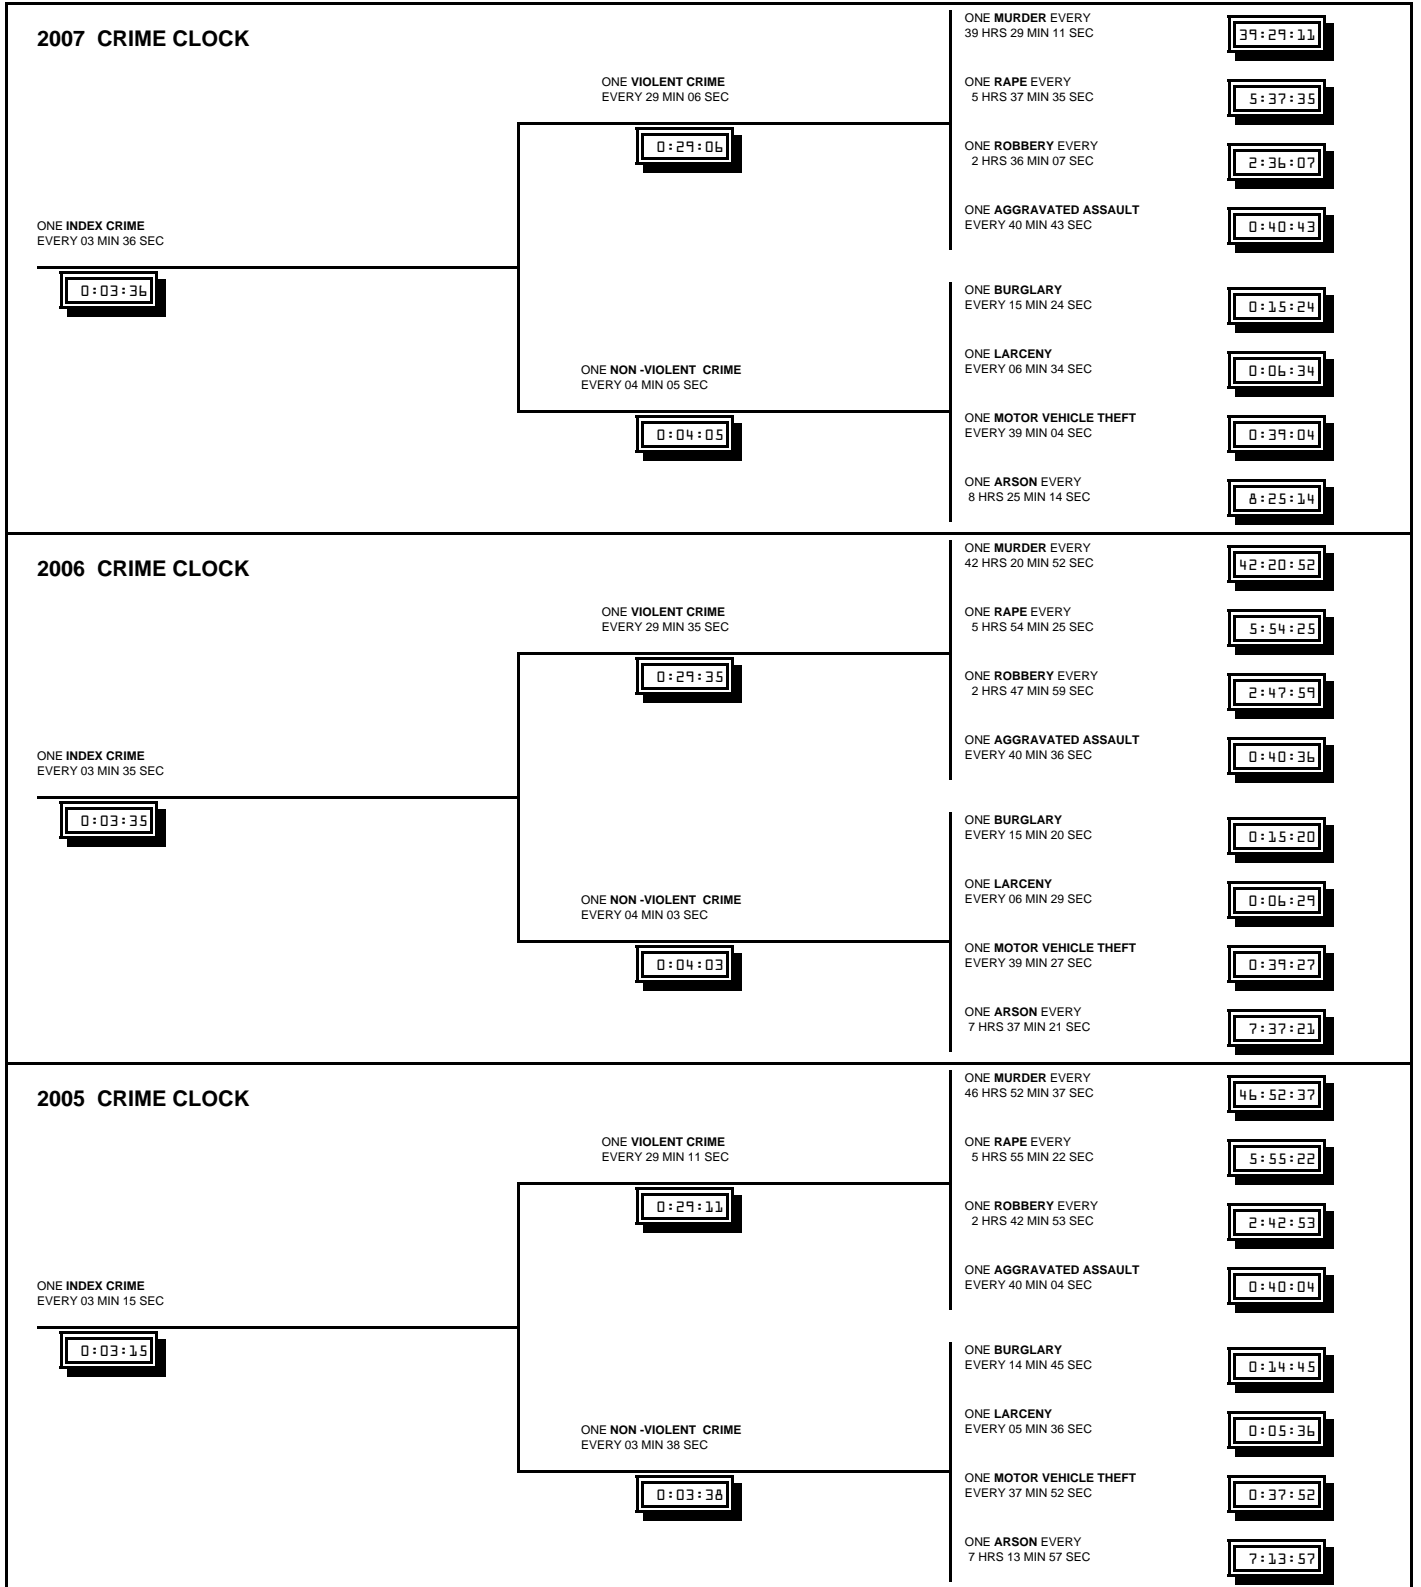 2007 CRIME CLOCK
ONE INDEX CRIME
EVERY 03 MIN 36 SEC
0:03:36
ONE VIOLENT CRIME
EVERY 29 MIN 06 SEC
0:29:06
ONE NON -VIOLENT CRIME
EVERY 04 MIN 05 SEC
0:04:05
ONE MURDER EVERY
39 HRS 29 MIN 11 SEC
39:29:11
ONE RAPE EVERY
5 HRS 37 MIN 35 SEC
5:37:35
ONE ROBBERY EVERY
2 HRS 36 MIN 07 SEC
2:36:07
ONE AGGRAVATED ASSAULT
EVERY 40 MIN 43 SEC
0:40:43
ONE BURGLARY
EVERY 15 MIN 24 SEC
0:15:24
ONE LARCENY
EVERY 06 MIN 34 SEC
0:06:34
ONE MOTOR VEHICLE THEFT
EVERY 39 MIN 04 SEC
0:39:04
ONE ARSON EVERY
8 HRS 25 MIN 14 SEC
8:25:14
2006 CRIME CLOCK
ONE INDEX CRIME
EVERY 03 MIN 35 SEC
0:03:35
ONE VIOLENT CRIME
EVERY 29 MIN 35 SEC
0:29:35
ONE NON -VIOLENT CRIME
EVERY 04 MIN 03 SEC
0:04:03
ONE MURDER EVERY
42 HRS 20 MIN 52 SEC
42:20:52
ONE RAPE EVERY
5 HRS 54 MIN 25 SEC
5:54:25
ONE ROBBERY EVERY
2 HRS 47 MIN 59 SEC
2:47:59
ONE AGGRAVATED ASSAULT
EVERY 40 MIN 36 SEC
0:40:36
ONE BURGLARY
EVERY 15 MIN 20 SEC
0:15:20
ONE LARCENY
EVERY 06 MIN 29 SEC
0:06:29
ONE MOTOR VEHICLE THEFT
EVERY 39 MIN 27 SEC
0:39:27
ONE ARSON EVERY
7 HRS 37 MIN 21 SEC
7:37:21
2005 CRIME CLOCK
ONE INDEX CRIME
EVERY 03 MIN 15 SEC
0:03:15
ONE VIOLENT CRIME
EVERY 29 MIN 11 SEC
0:29:11
ONE NON -VIOLENT CRIME
EVERY 03 MIN 38 SEC
0:03:38
ONE MURDER EVERY
46 HRS 52 MIN 37 SEC
46:52:37
ONE RAPE EVERY
5 HRS 55 MIN 22 SEC
5:55:22
ONE ROBBERY EVERY
2 HRS 42 MIN 53 SEC
2:42:53
ONE AGGRAVATED ASSAULT
EVERY 40 MIN 04 SEC
0:40:04
ONE BURGLARY
EVERY 14 MIN 45 SEC
0:14:45
ONE LARCENY
EVERY 05 MIN 36 SEC
0:05:36
ONE MOTOR VEHICLE THEFT
EVERY 37 MIN 52 SEC
0:37:52
ONE ARSON EVERY
7 HRS 13 MIN 57 SEC
7:13:57